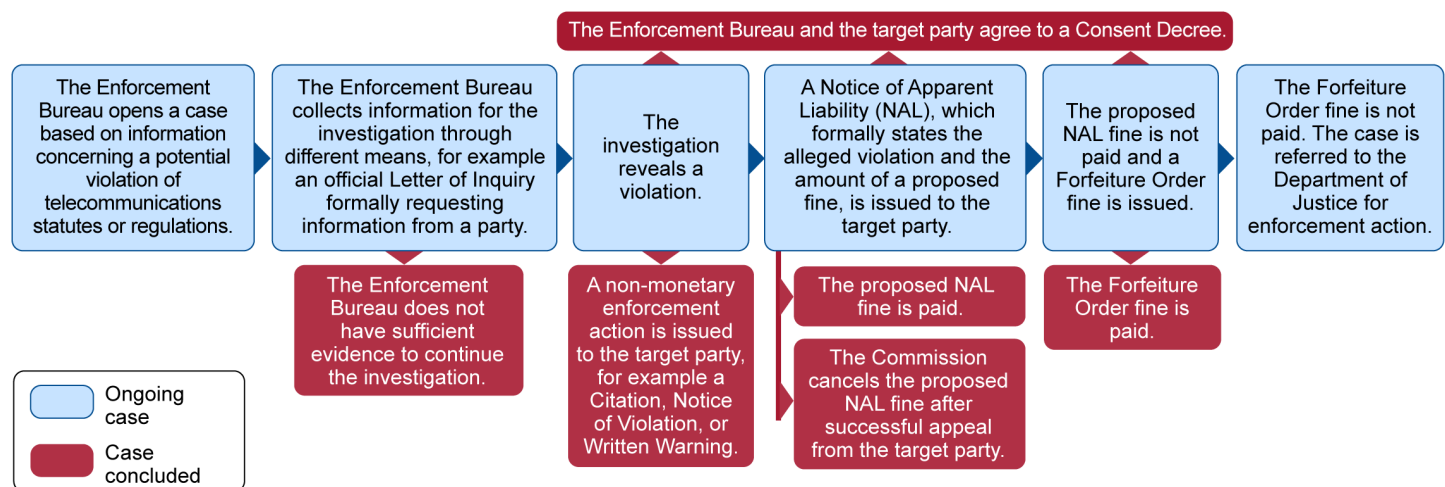 The Enforcement Bureau and the target party agree to a Consent Decree.
The Enforcement
Bureau opens a case
based on information
concerning a potential
violation of
telecommunications
statutes or regulations.
The Enforcement Bureau
collects information for the
investigation through
different means, for example
an official Letter of Inquiry
formally requesting
information from a party.
The
investigation
reveals a
violation.
A Notice of Apparent
Liability (NAL), which
formally states the
alleged violation and the
amount of a proposed
fine, is issued to the
target party.
The proposed
NAL fine is not
paid and a
Forfeiture Order
fine is issued.
The Forfeiture
Order fine is not
paid. The case is
referred to the
Department of
Justice for
enforcement action.
The Enforcement
Bureau does not
have sufficient
evidence to continue
the investigation.
A non-monetary
enforcement
action is issued
to the target party,
for example a
Citation, Notice
of Violation, or
Written Warning.
The proposed NAL
fine is paid.
The Commission
cancels the proposed
NAL fine after
successful appeal
from the target party.
The Forfeiture
Order fine is
paid.
Ongoing
case
Case
concluded